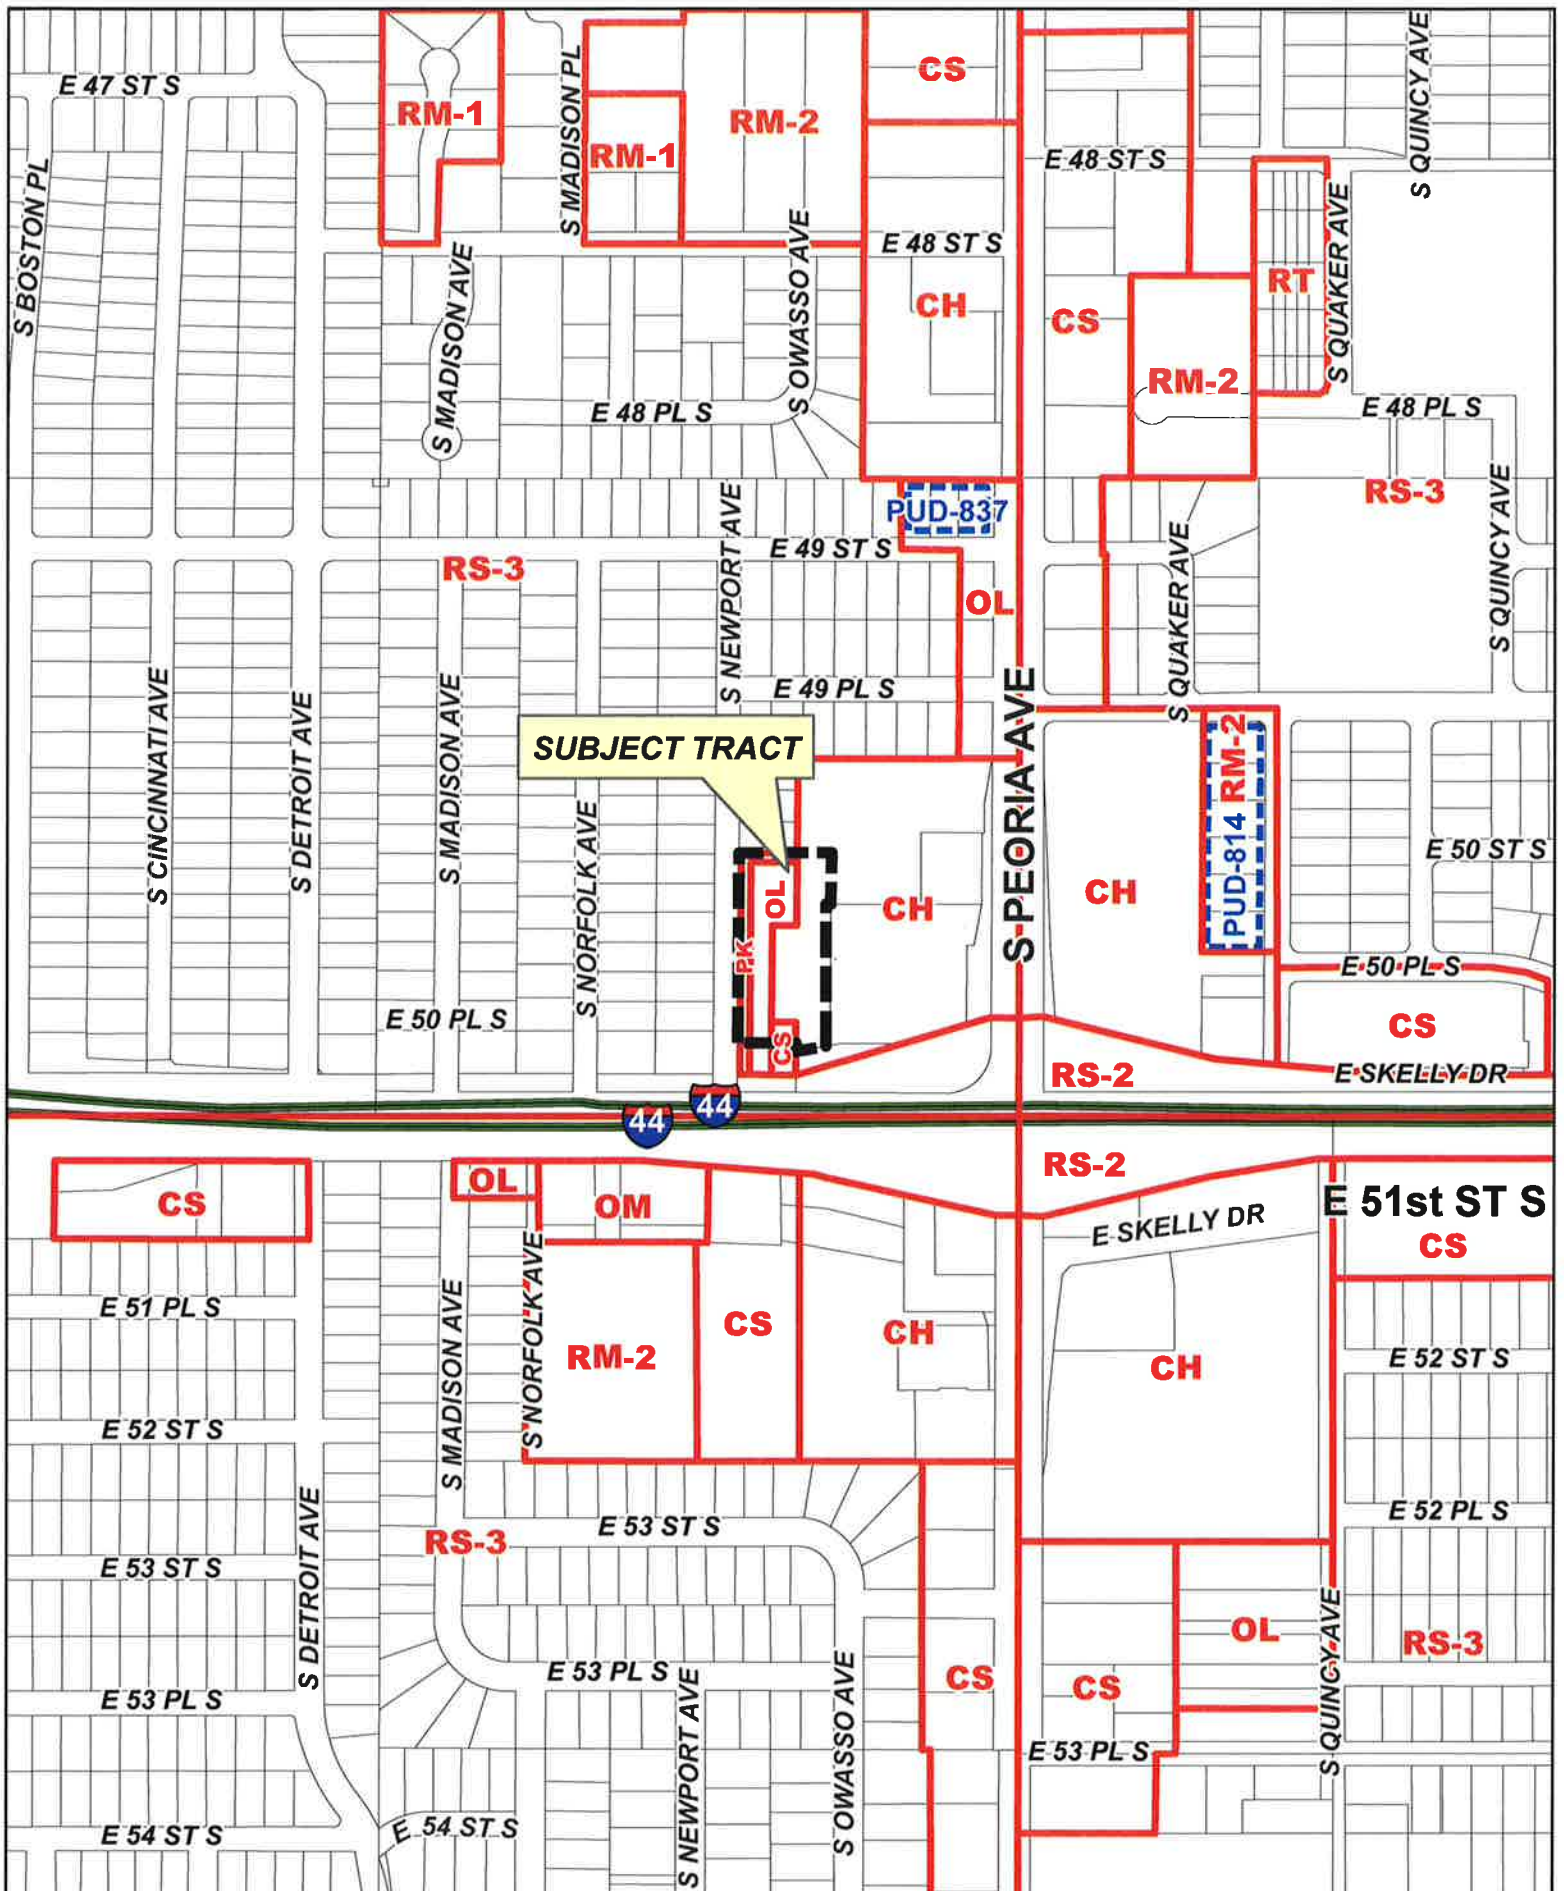 CS
S QUINCY AVE
E 47 ST S
S MADISON PL
RM-1
RM-2
RM-1
E 48 ST S
S BOSTON PL
E 48 ST S
S MADISON AVE
S OWASSO AVE
S QUAKER AVE
RT
CH
CS
RM-2
E 48 PL S
E 48 PL S
RS-3
S NEWPORT AVE
PUD-837
E 49 ST S
S QUAKER AVE
S QUINCY AVE
RS-3
OL
E 49 PL S
S CINCINNATI AVE
S DETROIT AVE
S MADISON AVE
S NORFOLK AVE
SUBJECT TRACT
S PEORIA AVE
RM-2
PUD-814
E 50 ST S
OL
CH
CH
PK
E 50 PL S
E 50 PL S
CS
CS
RS-2
E SKELLY DR
44
44
RS-2
OL
CS
OM
E 51st ST S
E SKELLY DR
CS
S NORFOLK AVE
S MADISON AVE
E 51 PL S
CS
CH
RM-2
CH
E 52 ST S
E 52 ST S
S DETROIT AVE
E 52 PL S
E 53 ST S
RS-3
E 53 ST S
S QUINCY AVE
OL
RS-3
E 53 PL S
S NEWPORT AVE
S OWASSO AVE
CS
CS
E 53 PL S
E 53 PL S
E 54 ST S
E 54 ST S